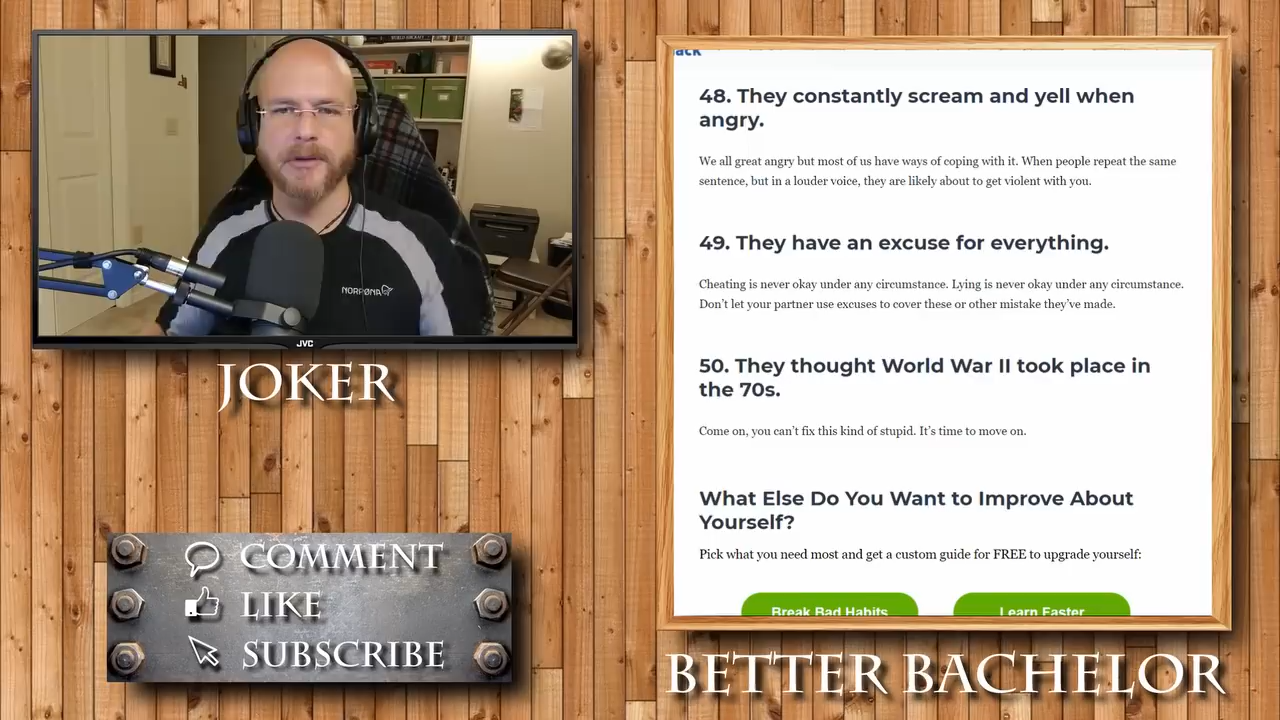 NORRØNA
JVC
JOKER
COMMENT
LIKE
SUBSCRIBE
ack
48. They constantly scream and yell when
angry.
We all great angry but most of us have ways of coping with it. When people repeat the same
sentence, but in a louder voice, they are likely about to get violent with you.
49. They have an excuse for everything.
Cheating is never okay under any circumstance. Lying is never okay under any circumstance.
Don't let your partner use excuses to cover these or other mistake they've made.
50. They thought World War II took place in
the 70s.
Come on, you can't fix this kind of stupid. It's time to move on.
What Else Do You Want to Improve About
Yourself?
Pick what you need most and get a custom guide for FREE to upgrade yourself:
Break Bad Habits
Learn Faster
BETTER BACHELOR